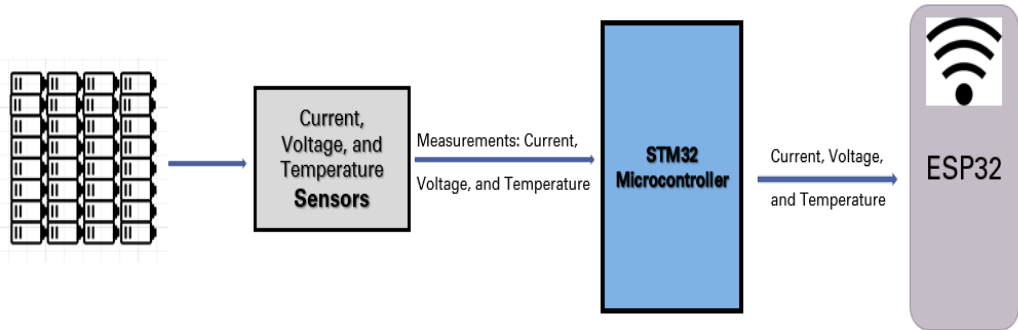 Current,
Voltage, and
Temperature
Sensors
Measurements: Current,
Voltage, and Temperature
STM32
Microcontroller
Current, Voltage,
and Temperature
ESP32